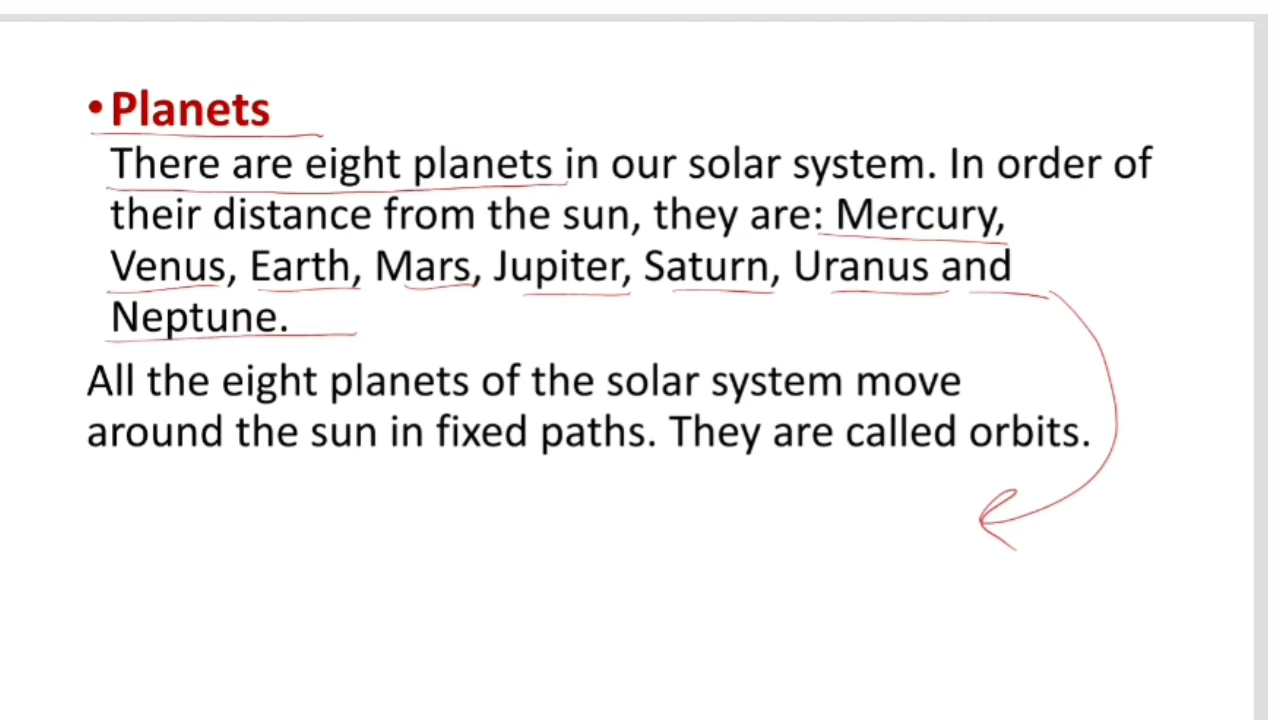 • Planets
There are eight planets in our solar system. In order of
their distance from the sun, they are: Mercury,
Venus, Earth, Mars, Jupiter, Saturn, Uranus and
Neptune.
All the eight planets of the solar system move
around the sun in fixed paths. They are called orbits.